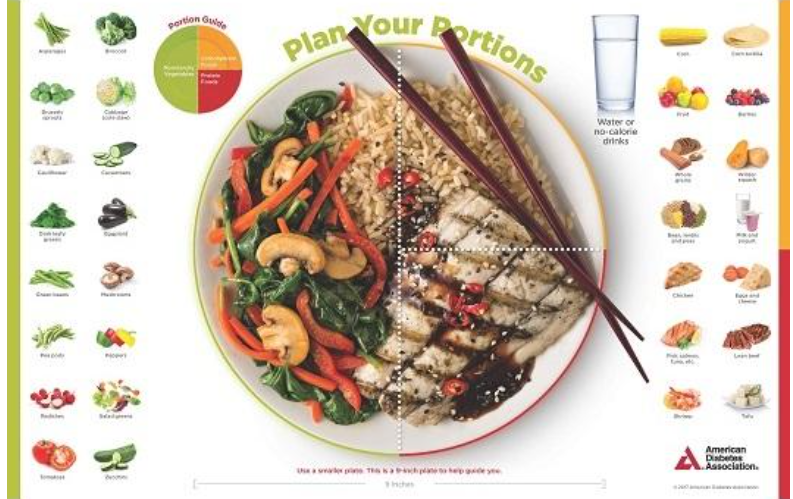 Plan Your Portions
Portion Guide
Nonstarchy
Vegetables
Carbohydrate
Foods
Protein
Foods
Asparagus
Broccoli
Brussels
sprouts
Cabbage
Cauliflower
Cucumbers
Dark leafy
greens
Eggplant
Green beans
Mushrooms
Pea pods
Peppers
Radishes
Salad greens
Tomatoes
Zucchini
Water or
no-calorie
drinks
Corn
Corn tortilla
Fruit
Berries
Whole
grains
Winter
squash
Beans, lentils
and peas
Milk and
yogurt
Chicken
Eggs and
cheese
Fish, salmon,
tuna, etc.
Lean beef
Shrimp
Tofu
Use a smaller plate. This is a 9-inch plate to help guide you.
9 inches
American
Diabetes
Association.
© 2017 American Diabetes Association